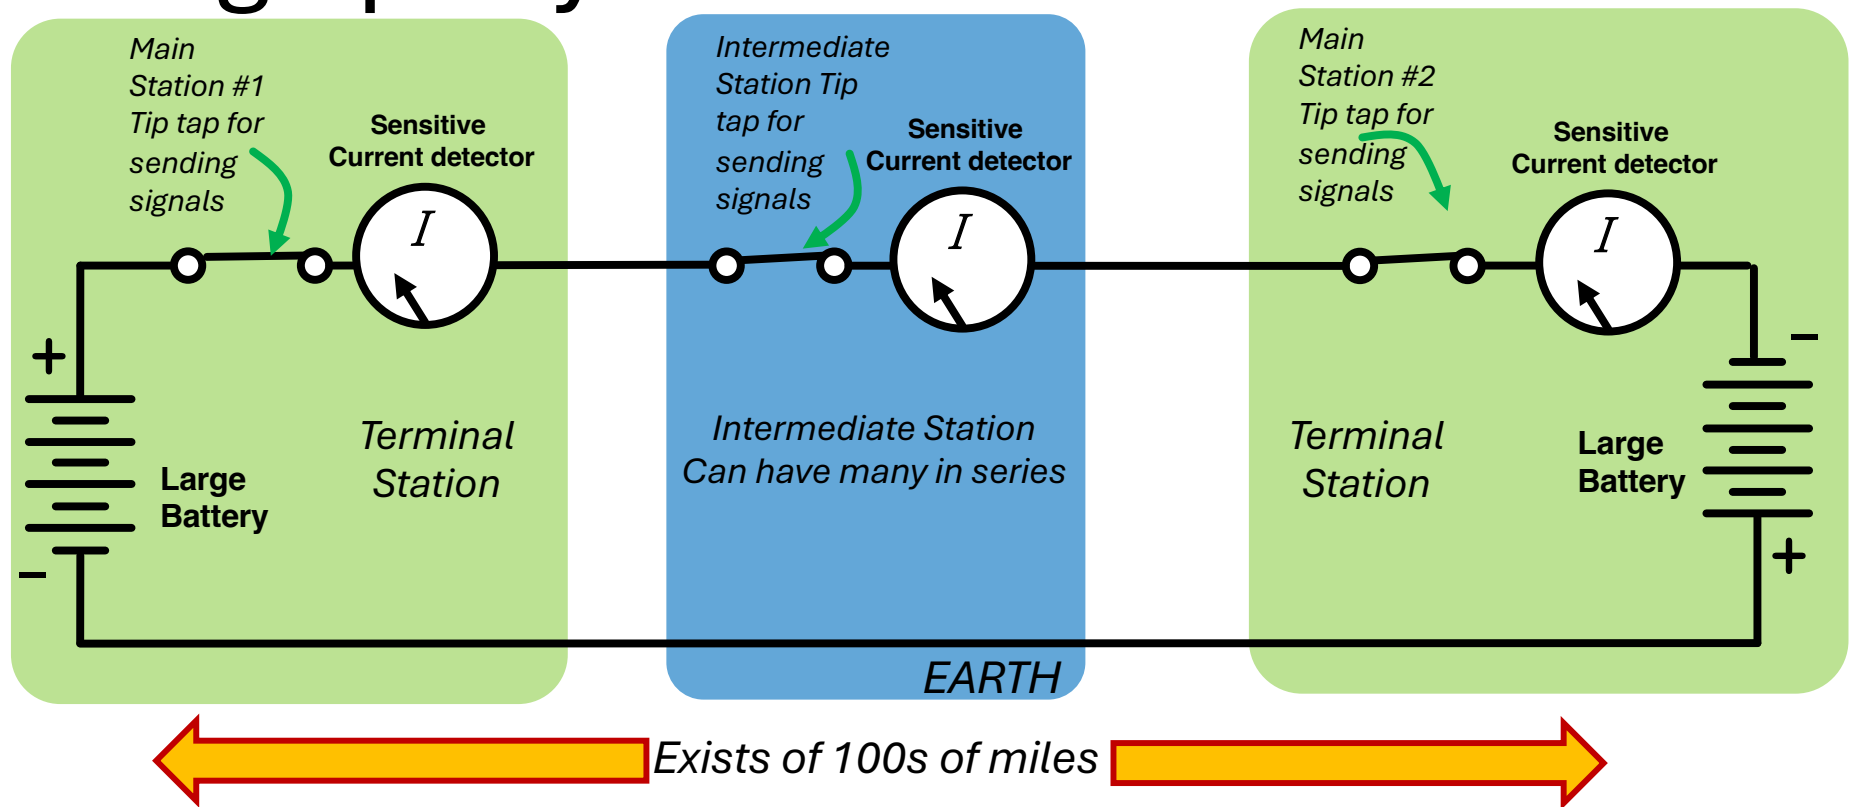 Main
Station #1
Tip tap for
sending
signals
Sensitive
Current detector
I
+
−
Large
Battery
Terminal
Station
Intermediate
Station Tip
tap for
sending
signals
Sensitive
Current detector
I
Intermediate Station
Can have many in series
EARTH
Main
Station #2
Tip tap for
sending
signals
Sensitive
Current detector
I
−
+
Terminal
Station
Large
Battery
Exists of 100s of miles